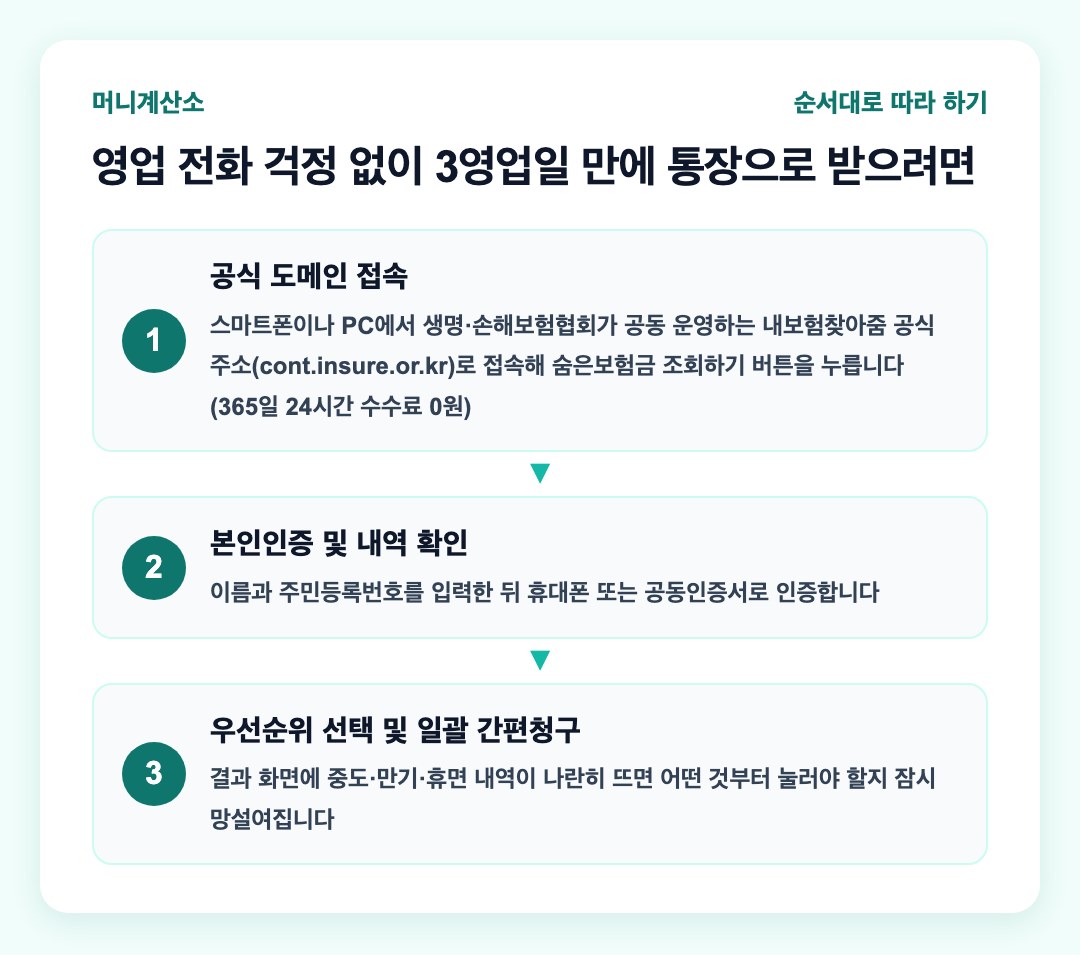 머니계산소
순서대로 따라 하기
영업 전화 걱정 없이 3영업일 만에 통장으로 받으려면
1
공식 도메인 접속
스마트폰이나 PC에서 생명·손해보험협회가 공동 운영하는 내보험찾아줌 공식
주소(cont.insure.or.kr)로 접속해 숨은보험금 조회하기 버튼을 누릅니다
(365일 24시간 수수료 0원)
▼
2
본인인증 및 내역 확인
이름과 주민등록번호를 입력한 뒤 휴대폰 또는 공동인증서로 인증합니다
▼
3
우선순위 선택 및 일괄 간편청구
결과 화면에 중도·만기·휴면 내역이 나란히 뜨면 어떤 것부터 눌러야 할지 잠시
망설여집니다